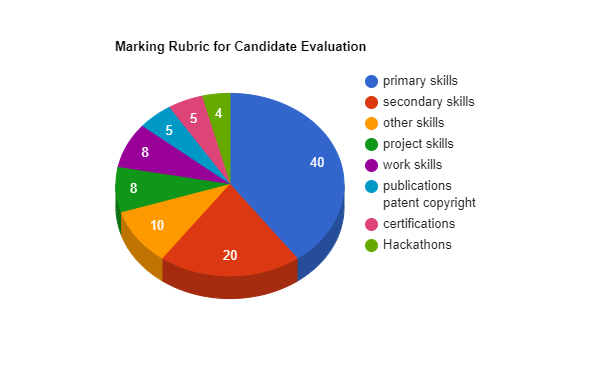 Marking Rubric for Candidate Evaluation
primary skills
secondary skills
other skills
project skills
work skills
publications
patent copyright
certifications
Hackathons
40
20
10
8
8
5
5
4